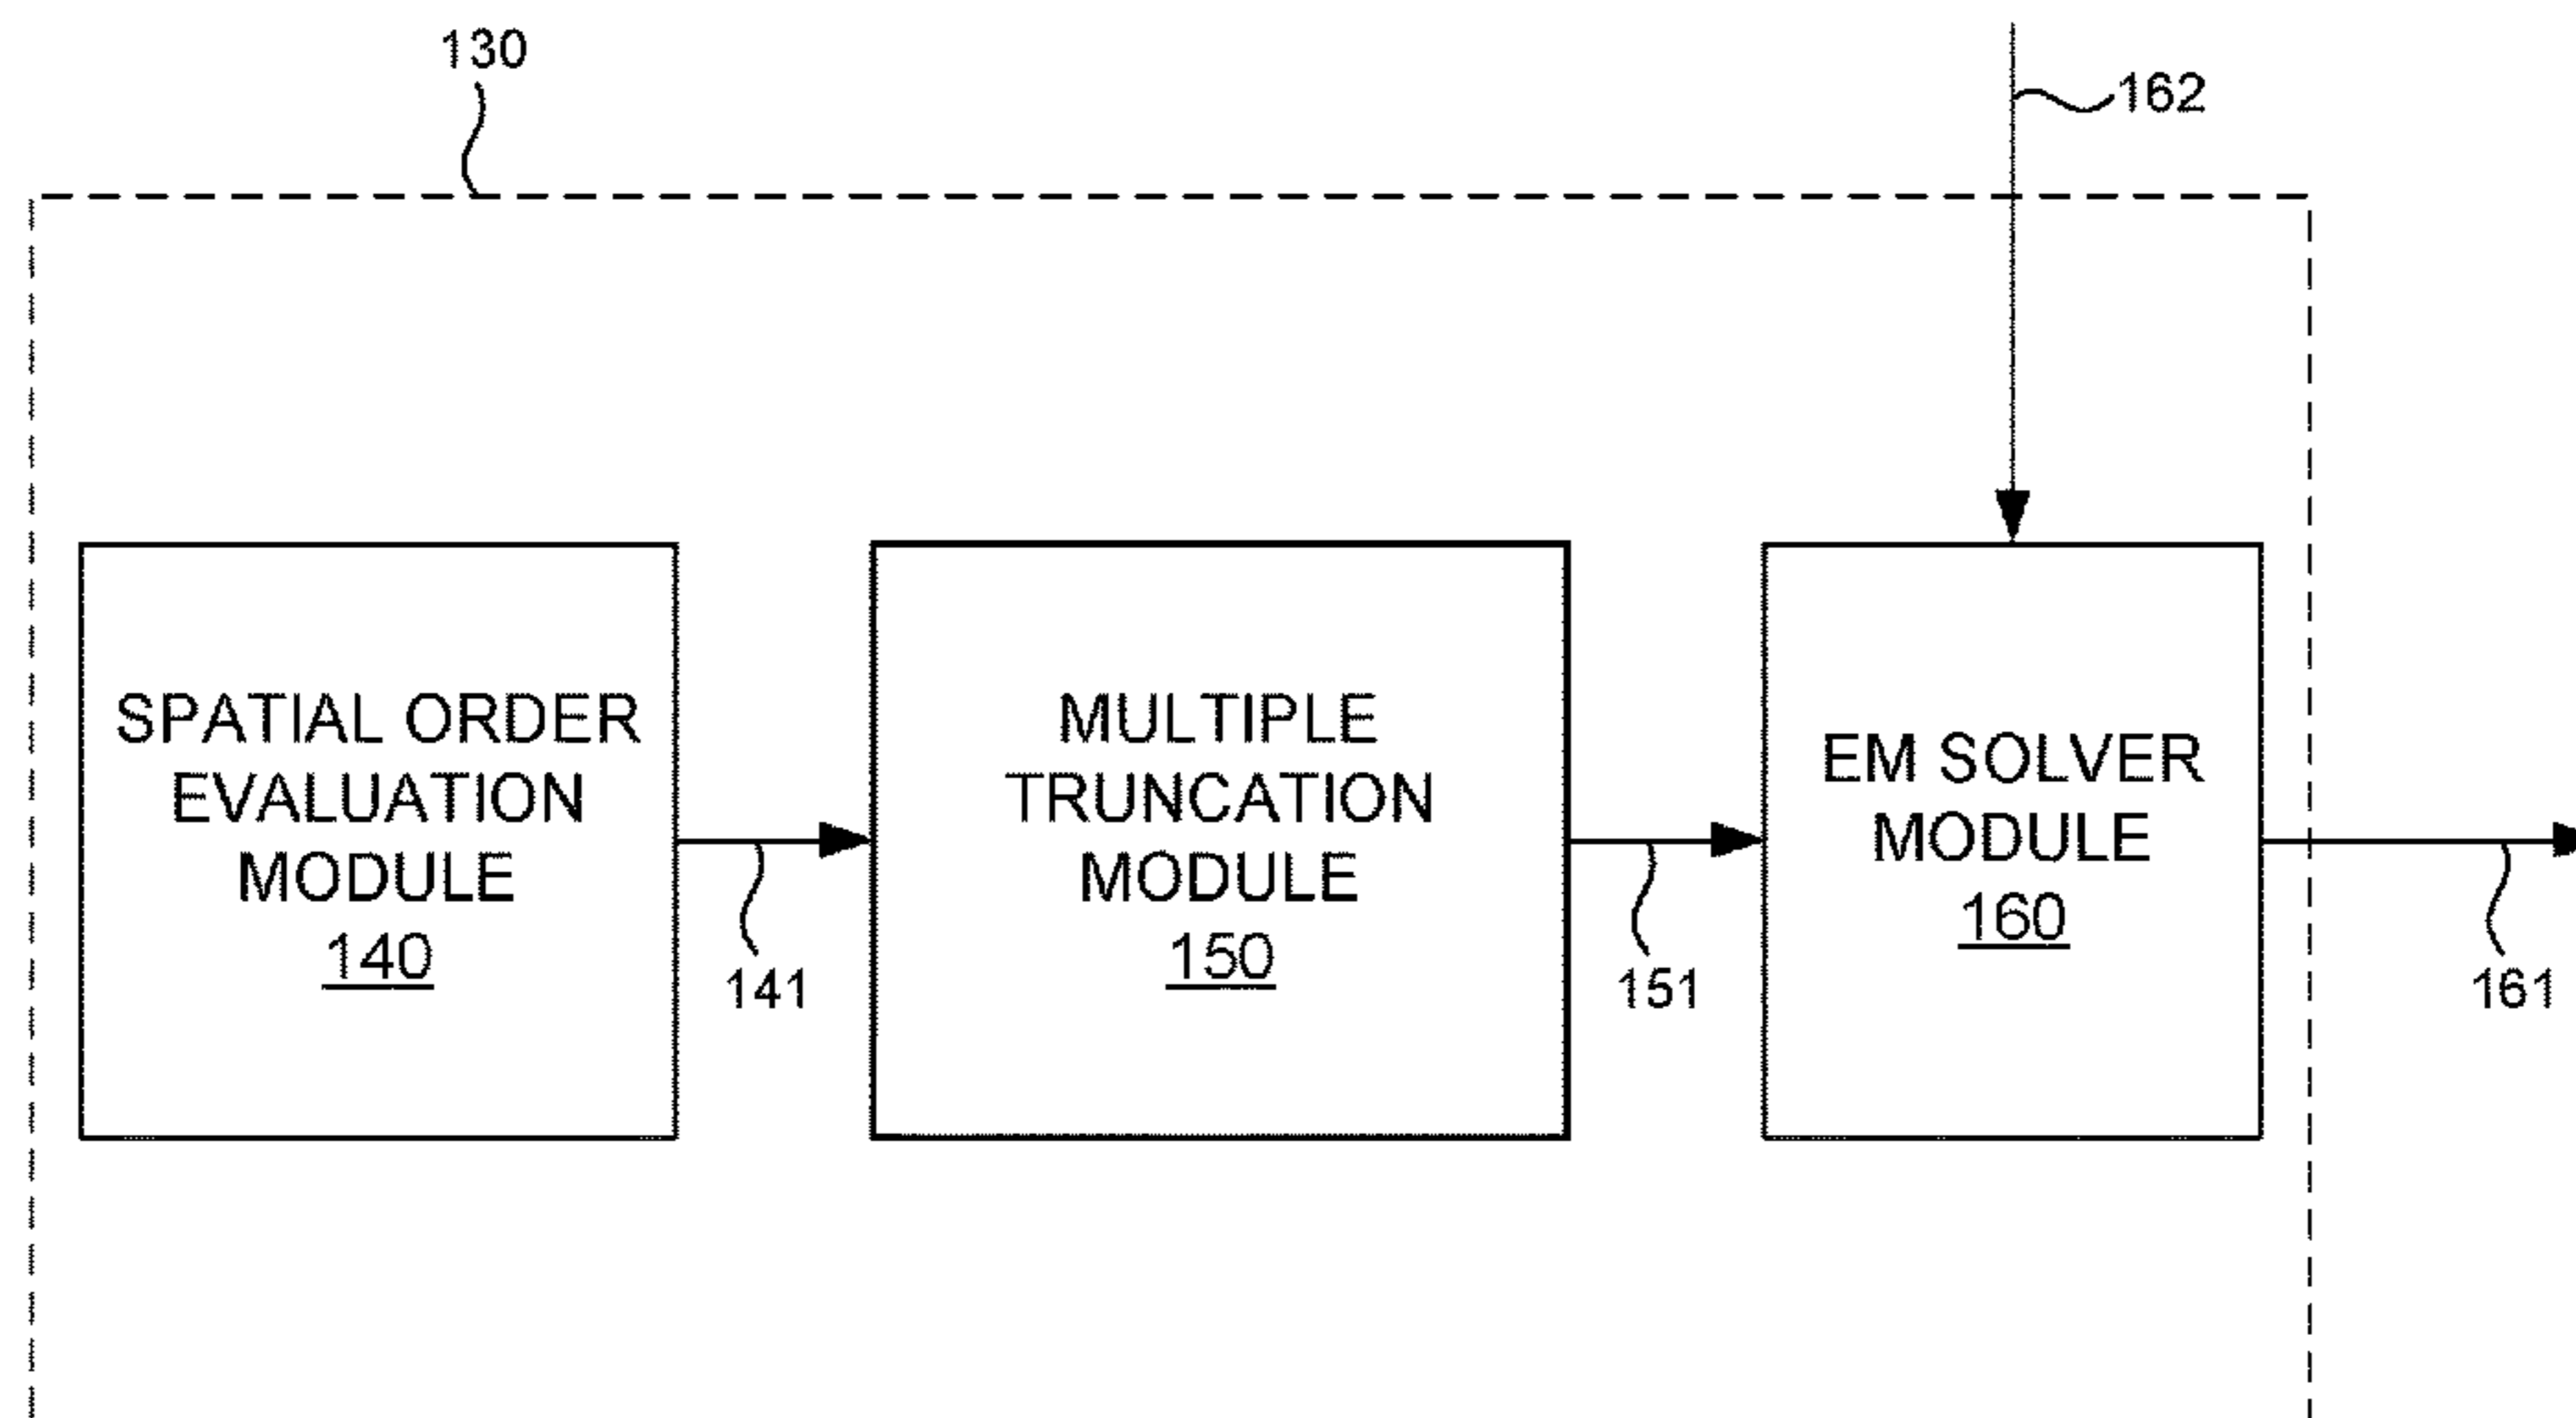 130
162
SPATIAL ORDER
EVALUATION
MODULE
140
MULTIPLE
TRUNCATION
MODULE
150
EM SOLVER
MODULE
160
141
151
161